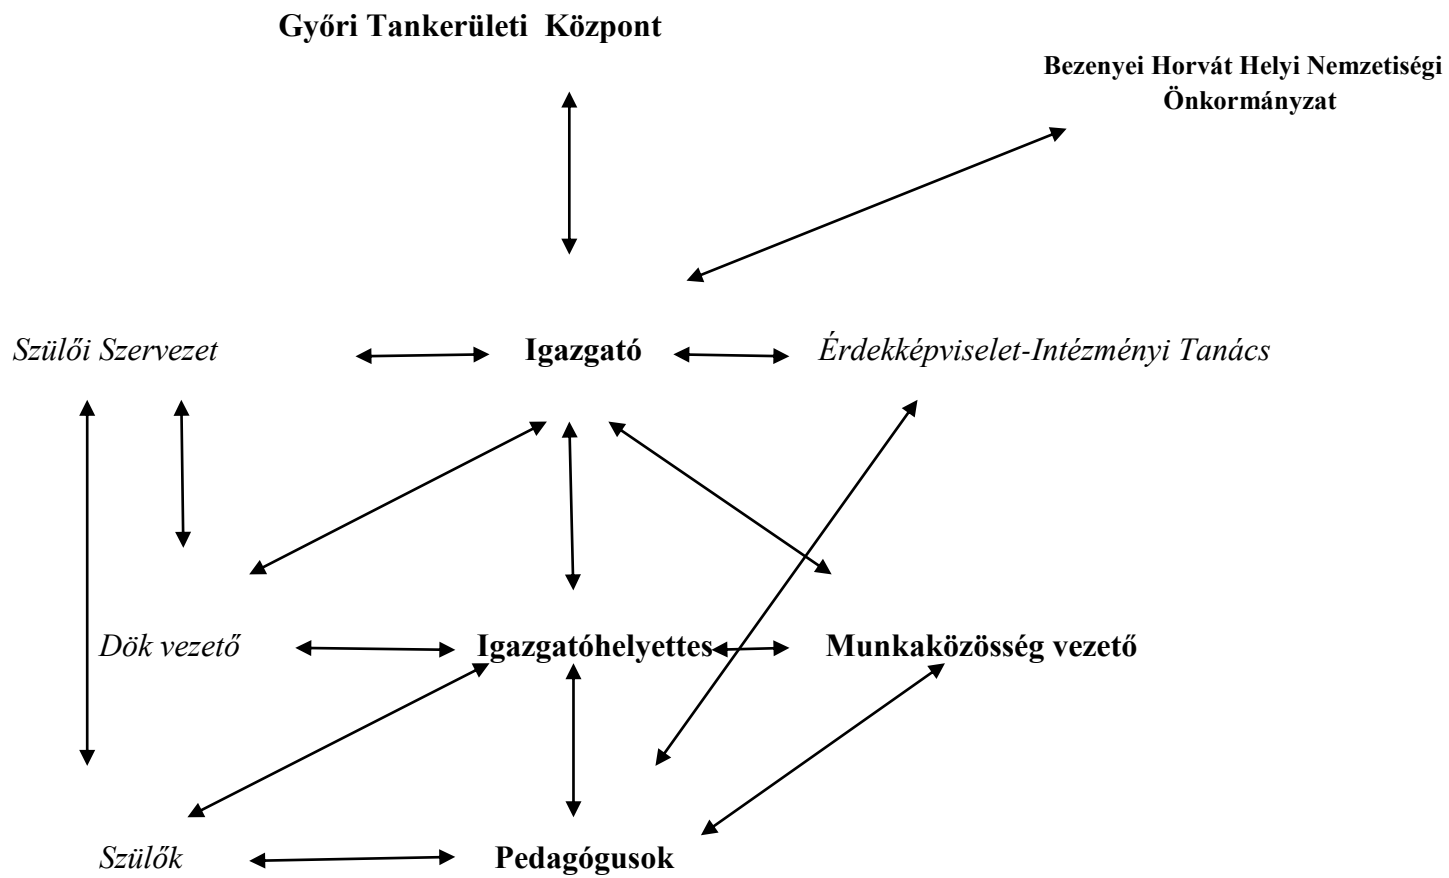 Győri Tankerületi  Központ
Bezenyei Horvát Helyi Nemzetiségi
Önkormányzat
Szülői Szervezet
Igazgató
Érdekképviselet-Intézményi Tanács
Dök vezető
Igazgatóhelyettes
Munkaközösség vezető
Szülők
Pedagógusok